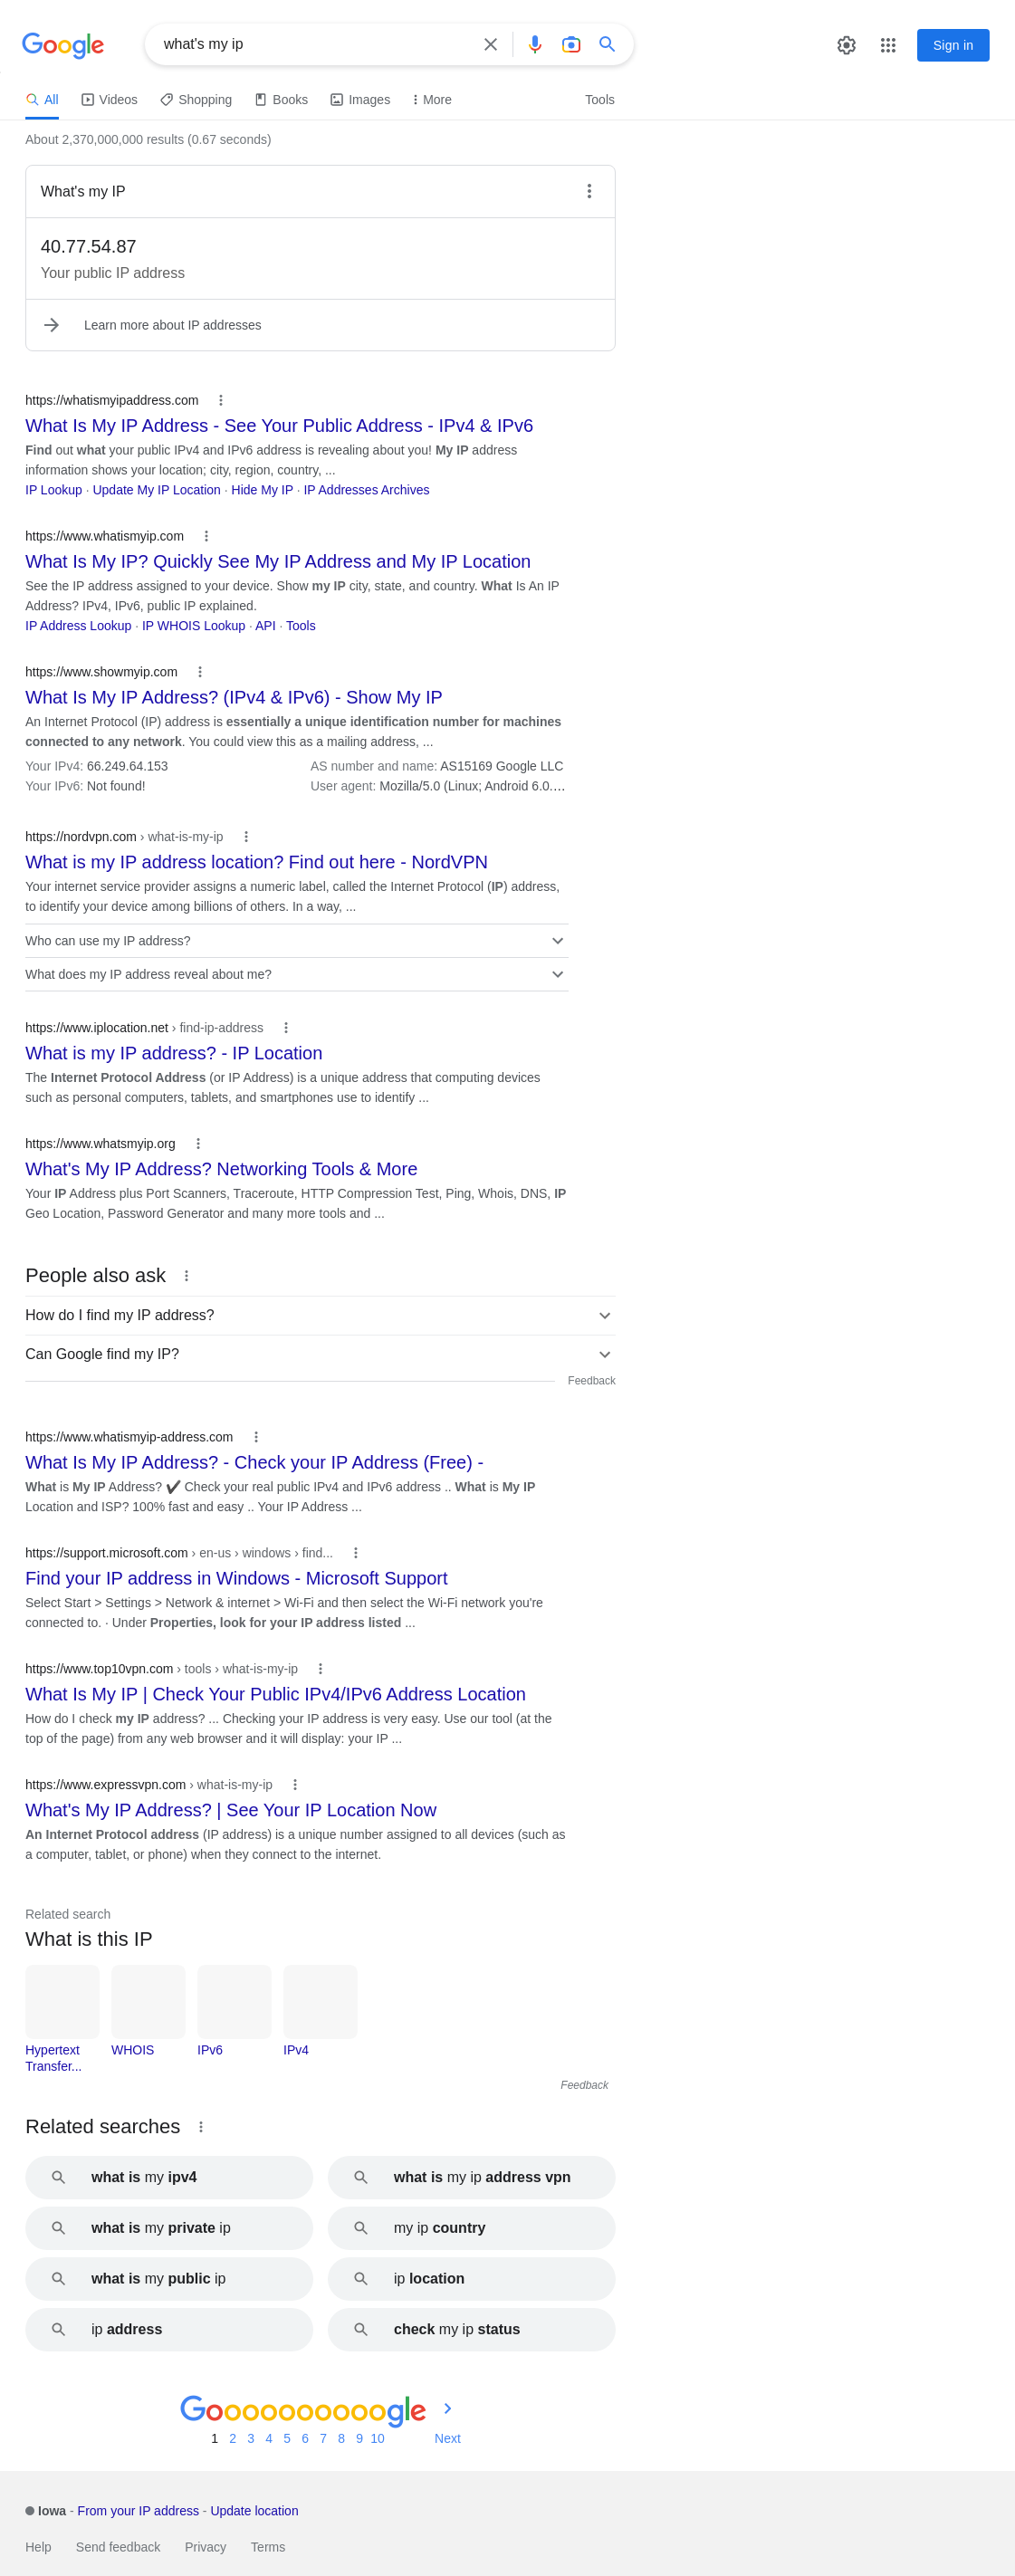 Google
what's my ip
Sign in
All Videos Shopping Books Images More Tools
About 2,370,000,000 results (0.67 seconds)
What's my IP
40.77.54.87
Your public IP address
Learn more about IP addresses
https://whatismyipaddress.com
What Is My IP Address - See Your Public Address - IPv4 & IPv6
Find out what your public IPv4 and IPv6 address is revealing about you! My IP address
information shows your location; city, region, country, ...
IP Lookup · Update My IP Location · Hide My IP · IP Addresses Archives
https://www.whatismyip.com
What Is My IP? Quickly See My IP Address and My IP Location
See the IP address assigned to your device. Show my IP city, state, and country. What Is An IP
Address? IPv4, IPv6, public IP explained.
IP Address Lookup · IP WHOIS Lookup · API · Tools
https://www.showmyip.com
What Is My IP Address? (IPv4 & IPv6) - Show My IP
An Internet Protocol (IP) address is essentially a unique identification number for machines
connected to any network. You could view this as a mailing address, ...
Your IPv4: 66.249.64.153 AS number and name: AS15169 Google LLC
Your IPv6: Not found! User agent: Mozilla/5.0 (Linux; Android 6.0....
https://nordvpn.com › what-is-my-ip
What is my IP address location? Find out here - NordVPN
Your internet service provider assigns a numeric label, called the Internet Protocol (IP) address,
to identify your device among billions of others. In a way, ...
Who can use my IP address?
What does my IP address reveal about me?
https://www.iplocation.net › find-ip-address
What is my IP address? - IP Location
The Internet Protocol Address (or IP Address) is a unique address that computing devices
such as personal computers, tablets, and smartphones use to identify ...
https://www.whatsmyip.org
What's My IP Address? Networking Tools & More
Your IP Address plus Port Scanners, Traceroute, HTTP Compression Test, Ping, Whois, DNS, IP
Geo Location, Password Generator and many more tools and ...
People also ask
How do I find my IP address?
Can Google find my IP?
Feedback
https://www.whatismyip-address.com
What Is My IP Address? - Check your IP Address (Free) -
What is My IP Address? ✔ Check your real public IPv4 and IPv6 address .. What is My IP
Location and ISP? 100% fast and easy .. Your IP Address ...
https://support.microsoft.com › en-us › windows › find...
Find your IP address in Windows - Microsoft Support
Select Start > Settings > Network & internet > Wi-Fi and then select the Wi-Fi network you're
connected to. · Under Properties, look for your IP address listed ...
https://www.top10vpn.com › tools › what-is-my-ip
What Is My IP | Check Your Public IPv4/IPv6 Address Location
How do I check my IP address? ... Checking your IP address is very easy. Use our tool (at the
top of the page) from any web browser and it will display: your IP ...
https://www.expressvpn.com › what-is-my-ip
What's My IP Address? | See Your IP Location Now
An Internet Protocol address (IP address) is a unique number assigned to all devices (such as
a computer, tablet, or phone) when they connect to the internet.
Related search
What is this IP
Hypertext WHOIS IPv6 IPv4
Transfer...
Feedback
Related searches
what is my ipv4 what is my ip address vpn
what is my private ip my ip country
what is my public ip ip location
ip address check my ip status
Goooooooooogle
1 2 3 4 5 6 7 8 9 10 Next
Iowa - From your IP address - Update location
Help Send feedback Privacy Terms